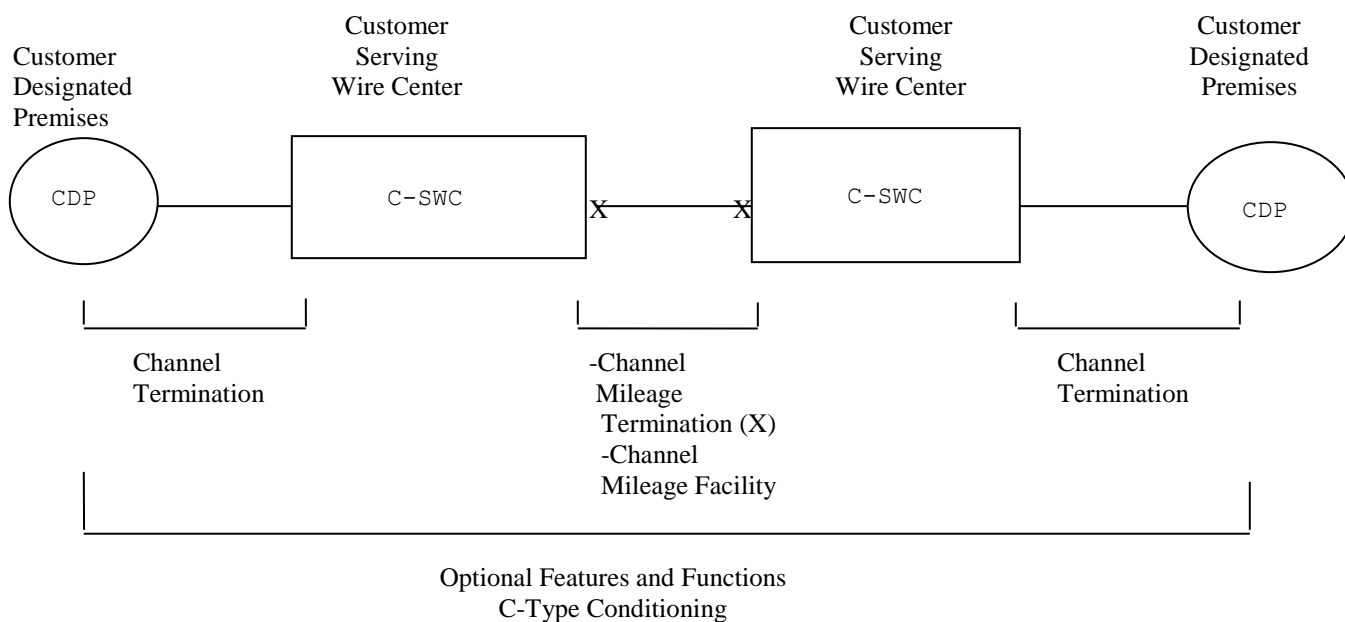 Customer
Designated
Premises
Customer
Serving
Wire Center
Customer
Serving
Wire Center
Customer
Designated
Premises
CDP
C-SWC
X
X
C-SWC
CDP
Channel
Termination
-Channel
Mileage
Termination (X)
-Channel
Mileage Facility
Channel
Termination
Optional Features and Functions
C-Type Conditioning